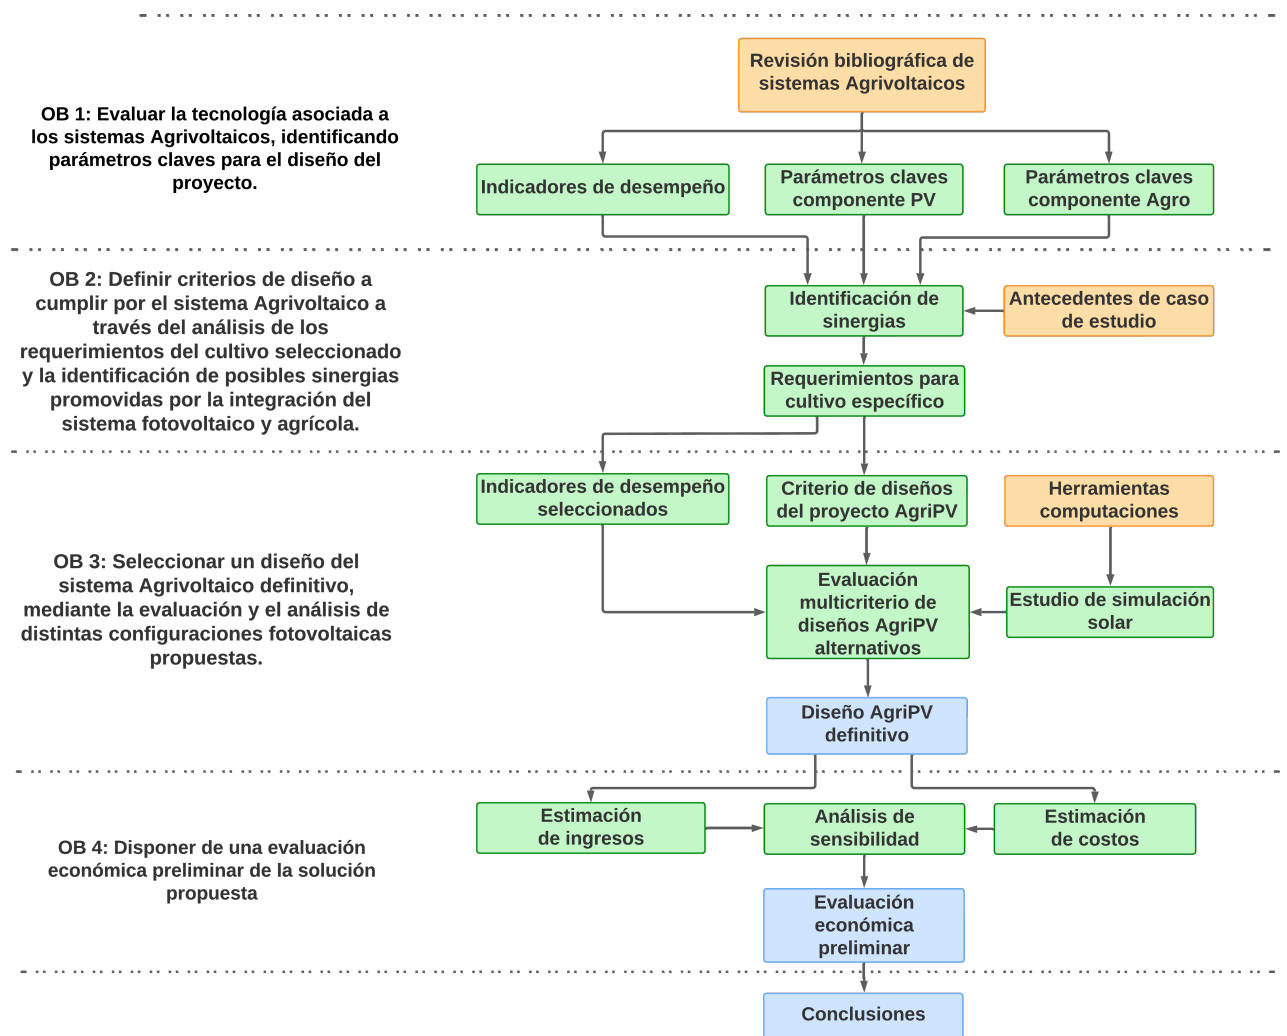 Revisión bibliográfica de
sistemas Agrivoltaicos
OB 1: Evaluar la tecnología asociada a
los sistemas Agrivoltaicos, identificando
parámetros claves para el diseño del
proyecto.
Indicadores de desempeño
Parámetros claves
componente PV
Parámetros claves
componente Agro
OB 2: Definir criterios de diseño a
cumplir por el sistema Agrivoltaico a
través del análisis de los
requerimientos del cultivo seleccionado
y la identificación de posibles sinergias
promovidas por la integración del
sistema fotovoltaico y agrícola.
Identificación de
sinergias
Antecedentes de caso
de estudio
Requerimientos para
cultivo específico
Indicadores de desempeño
seleccionados
Criterio de diseños
del proyecto AgriPV
Herramientas
computaciones
OB 3: Seleccionar un diseño del
sistema Agrivoltaico definitivo,
mediante la evaluación y el análisis de
distintas configuraciones fotovoltaicas
propuestas.
Evaluación
multicriterio de
diseños AgriPV
alternativos
Estudio de simulación
solar
Diseño AgriPV
definitivo
OB 4: Disponer de una evaluación
económica preliminar de la solución
propuesta
Estimación
de ingresos
Análisis de
sensibilidad
Estimación
de costos
Evaluación
económica
preliminar
Conclusiones